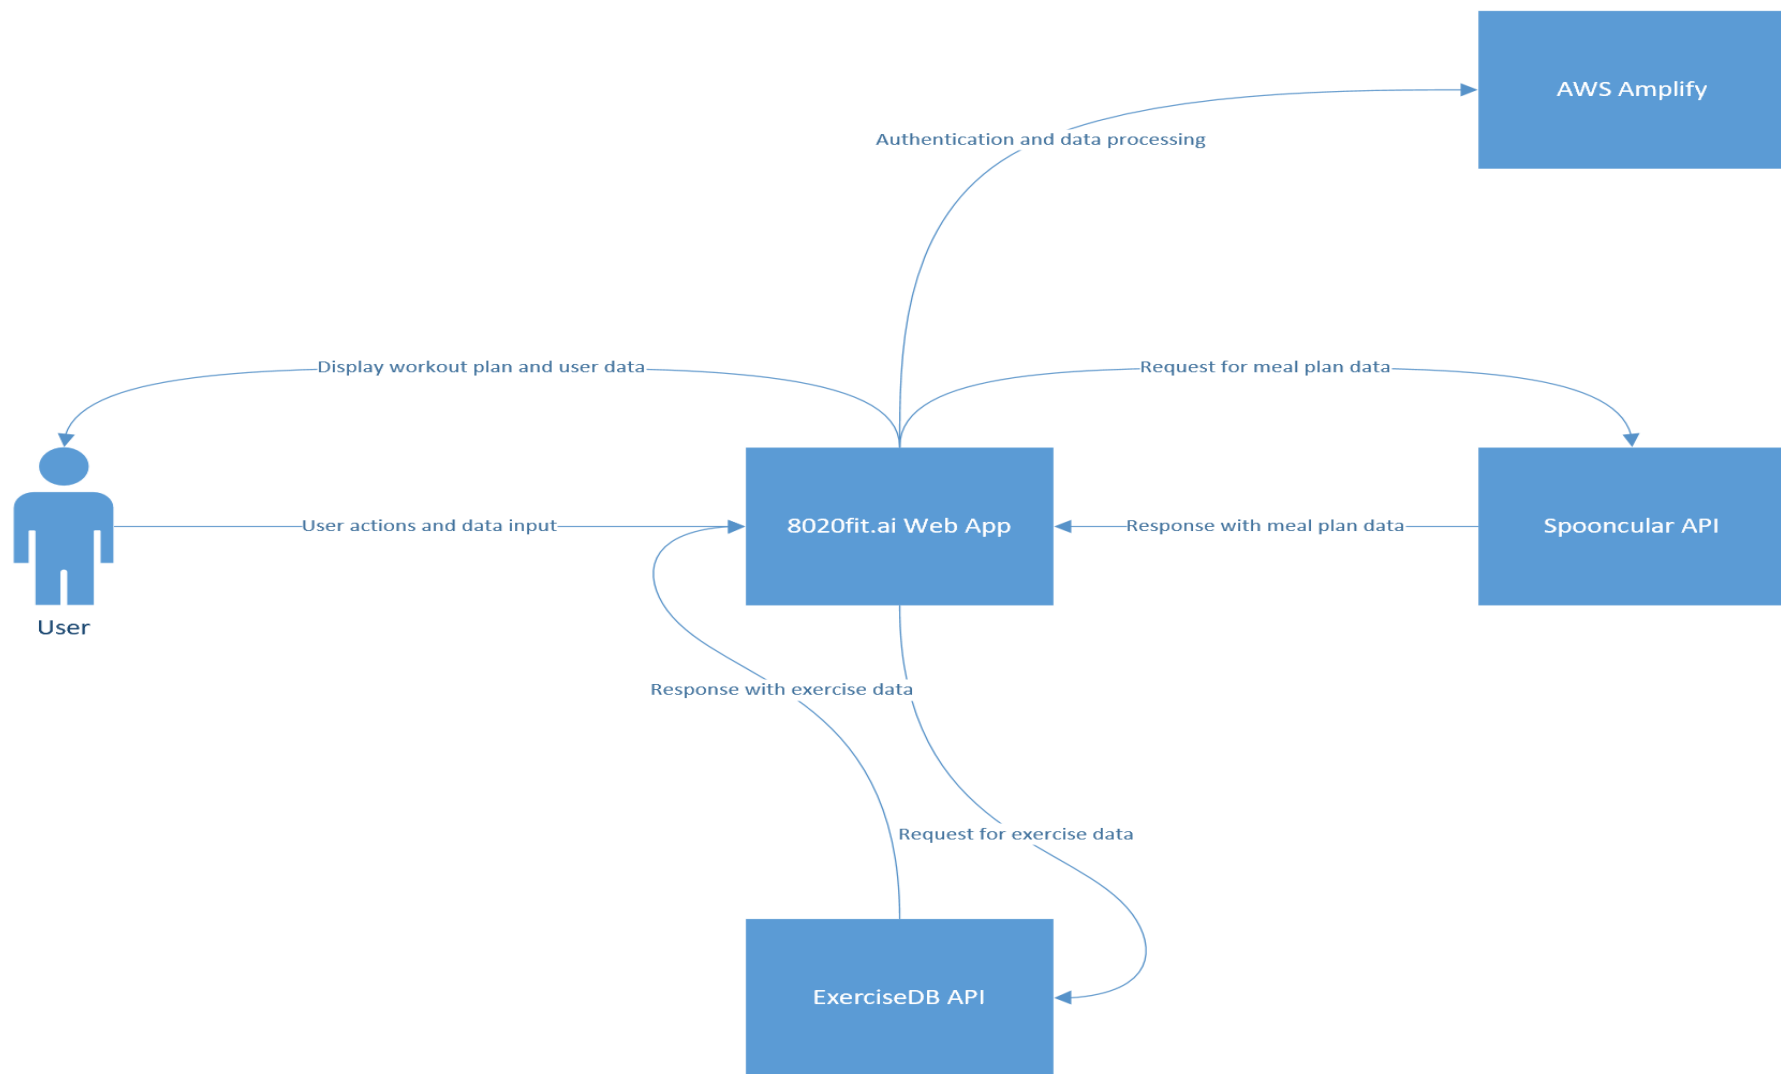 AWS Amplify
Authentication and data processing
Display workout plan and user data
Request for meal plan data
User actions and data input
8020fit.ai Web App
Response with meal plan data
Spooncular API
User
Response with exercise data
Request for exercise data
ExerciseDB API